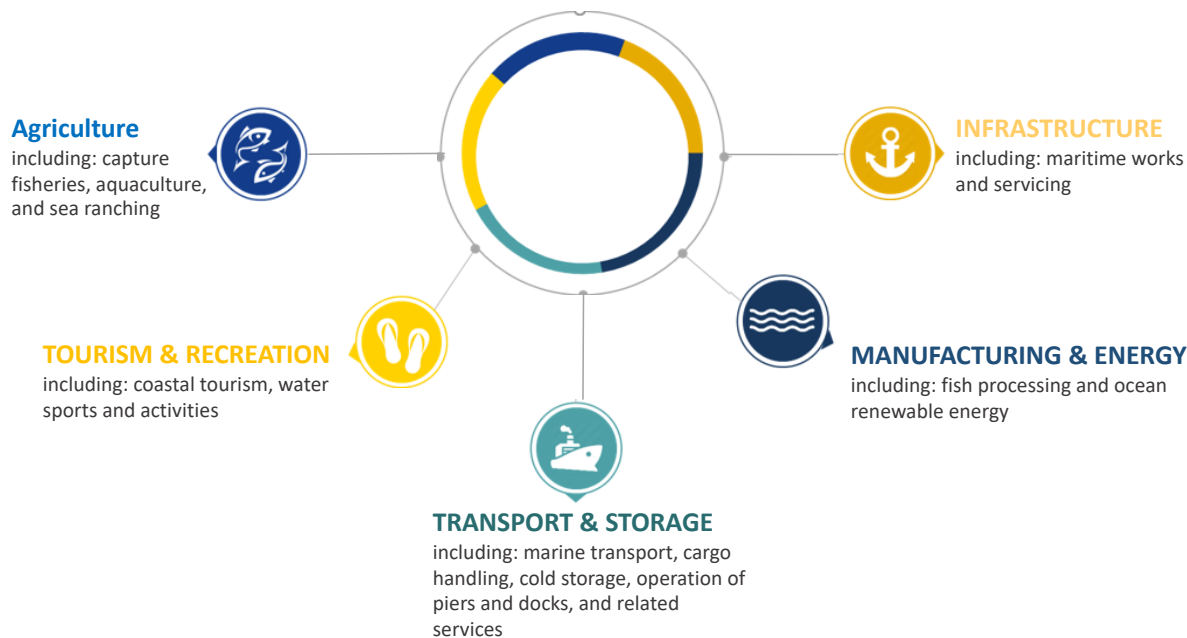 Agriculture
including: capture
fisheries, aquaculture,
and sea ranching
INFRASTRUCTURE
including: maritime works
and servicing
TOURISM & RECREATION
including: coastal tourism, water
sports and activities
MANUFACTURING & ENERGY
including: fish processing and ocean
renewable energy
TRANSPORT & STORAGE
including: marine transport, cargo
handling, cold storage, operation of
piers and docks, and related
services